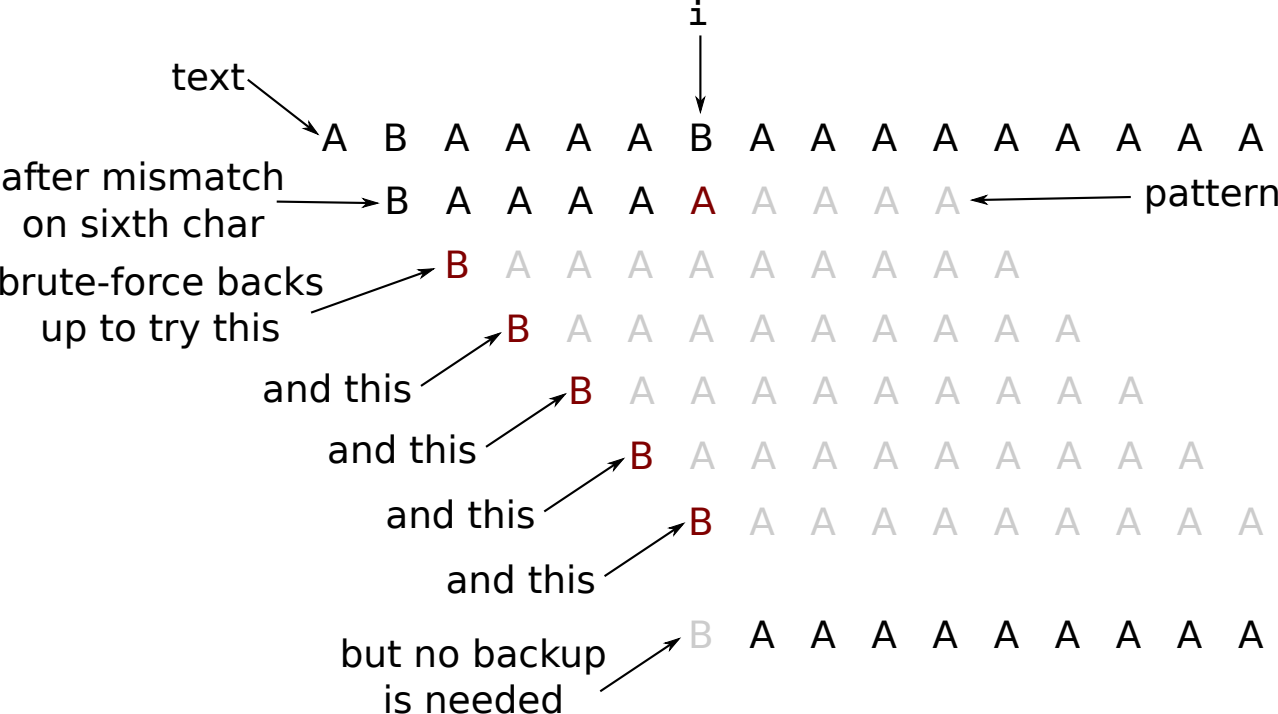 i
text
A B A A A A B A A A A A A A A A
after mismatch
on sixth char
B A A A A A A A A A
pattern
brute-force backs
up to try this
B A A A A A A A A A
and this
B A A A A A A A A A
and this
B A A A A A A A A A
and this
B A A A A A A A A A
and this
B A A A A A A A A A
but no backup
is needed
B A A A A A A A A A